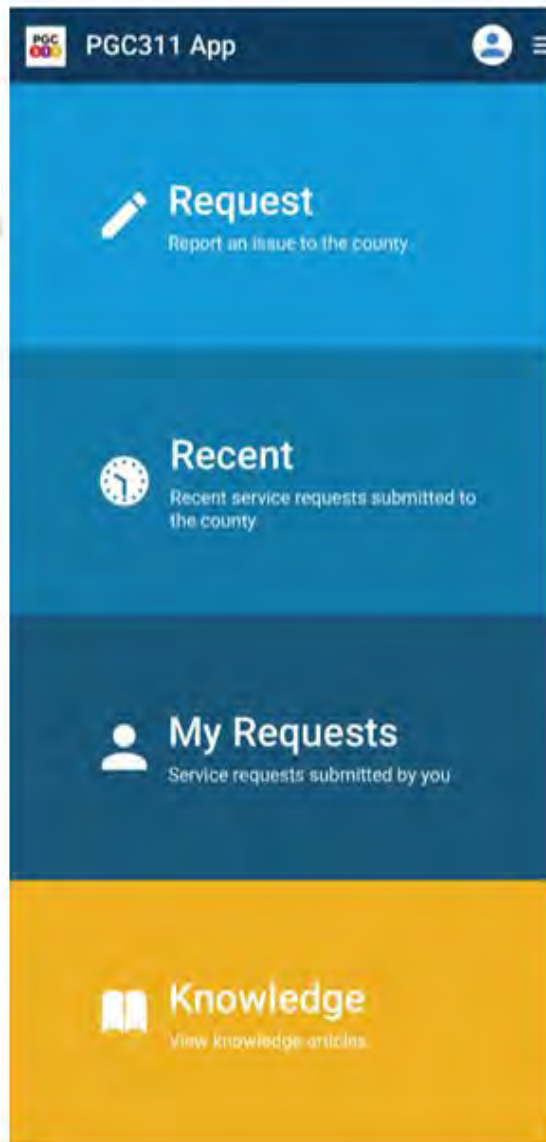 PGC
311
PGC311 App
Request
Report an issue to the county
Recent
Recent service requests submitted to
the county
My Requests
Service requests submitted by you
Knowledge
View knowledge articles